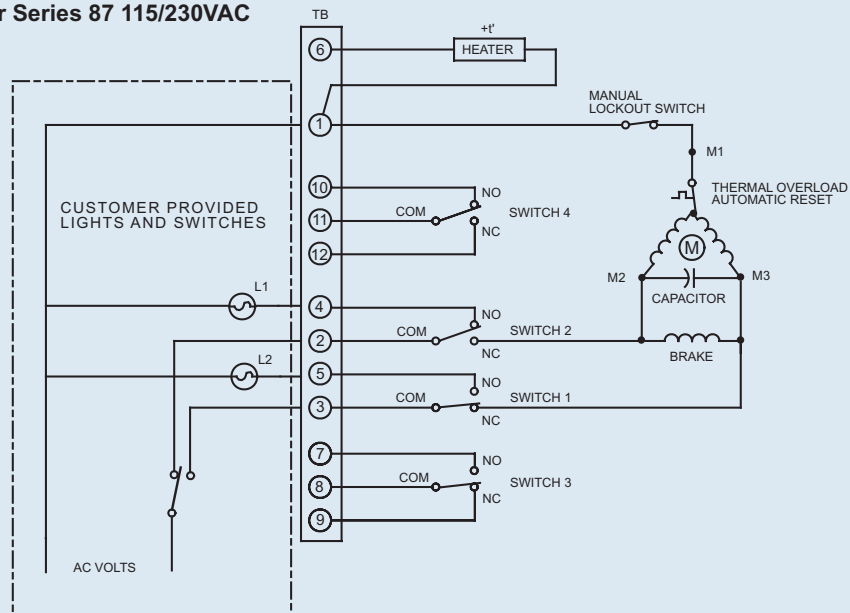 r Series 87 115/230VAC
TB
+t'
6
HEATER
MANUAL
LOCKOUT SWITCH
1
M1
THERMAL OVERLOAD
AUTOMATIC RESET
CUSTOMER PROVIDED
LIGHTS AND SWITCHES
10
NO
11
COM
SWITCH 4
NC
12
M
M2
M3
CAPACITOR
L1
4
NO
2
COM
SWITCH 2
NC
BRAKE
L2
5
NO
3
COM
SWITCH 1
NC
7
NO
8
COM
SWITCH 3
NC
9
AC VOLTS